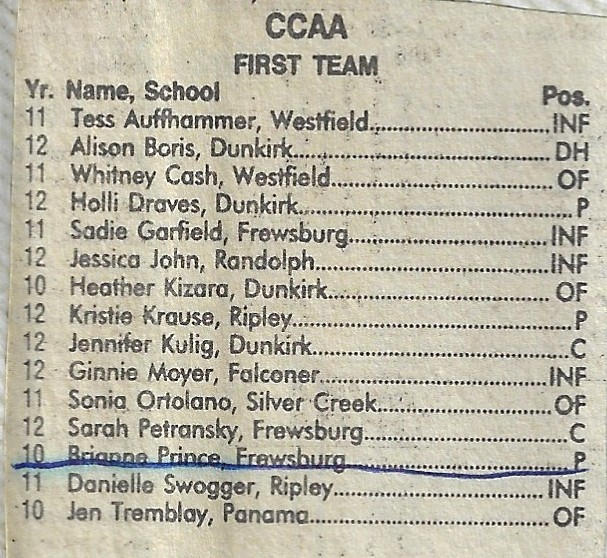 CCAA
FIRST TEAM
Yr. Name, School Pos.
11 Tess Auffhammer, Westfield..............................INF
12 Alison Boris, Dunkirk.............................. DH
11 Whitney Cash, Westfield.............................. OF
12 Holli Draves, Dunkirk..............................P
11 Sadie Garfield, Frewsburg..............................INF
12 Jessica John, Randolph..............................INF
10 Heather Kizara, Dunkirk.............................. OF
12 Kristie Krause, Ripley..............................P
12 Jennifer Kulig, Dunkirk..............................C
12 Ginnie Moyer, Falconer..............................INF
11 Sonia Ortolano, Silver Creek..............................OF
12 Sarah Petransky, Frewsburg..............................C
10 Brianne Prince, Frewsburg..............................P
11 Danielle Swogger, Ripley..............................INF
10 Jen Tremblay, Panama..............................OF